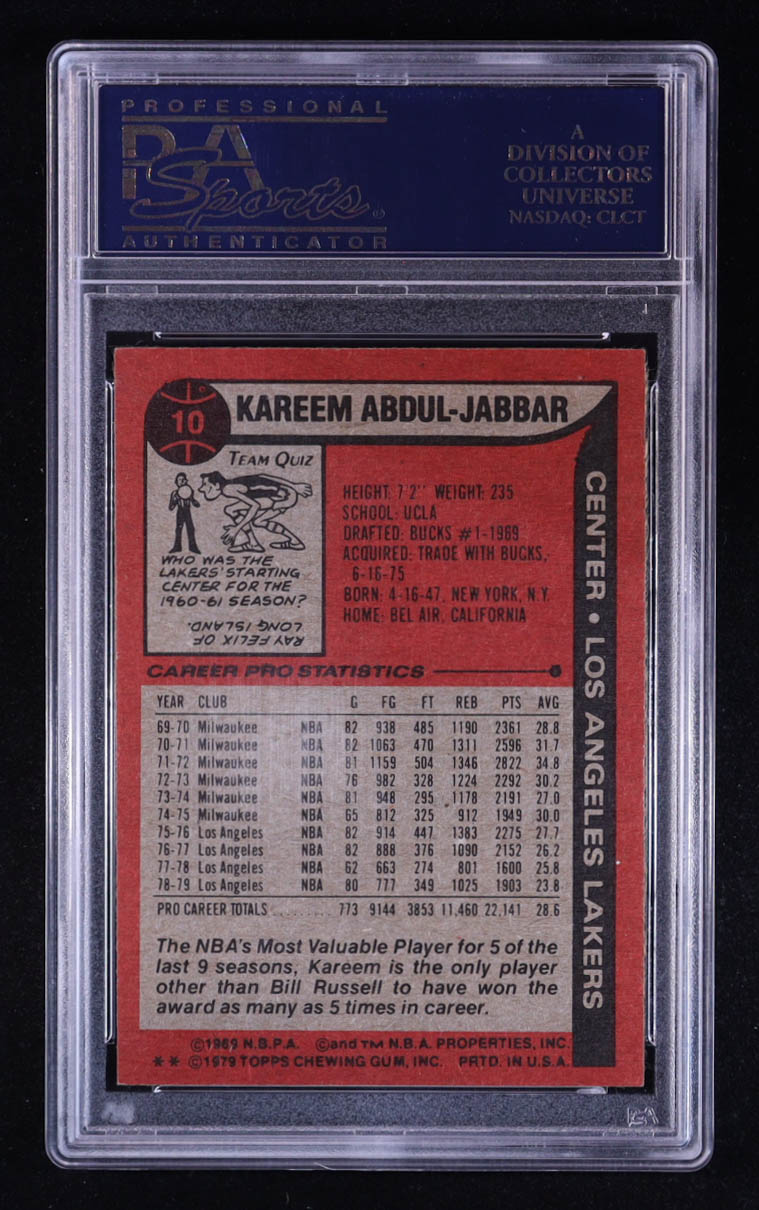 PROFESSIONAL
PSA
Sports®
AUTHENTICATOR
A
DIVISION OF
COLLECTORS
UNIVERSE
NASDAQ: CLCT
10
KAREEM ABDUL-JABBAR
TEAM QUIZ
WHO WAS THE
LAKERS' STARTING
CENTER FOR THE
1960-61 SEASON?
RAY FELIX OF
LONG ISLAND.
HEIGHT: 7'2" WEIGHT: 235
SCHOOL: UCLA
DRAFTED: BUCKS #1-1969
ACQUIRED: TRADE WITH BUCKS,
6-16-75
BORN: 4-16-47, NEW YORK, N.Y.
HOME: BEL AIR, CALIFORNIA
CENTER • LOS ANGELES LAKERS
CAREER PRO STATISTICS
YEAR CLUB G FG FT REB PTS AVG
69-70 Milwaukee NBA 82 938 485 1190 2361 28.8
70-71 Milwaukee NBA 82 1063 470 1311 2596 31.7
71-72 Milwaukee NBA 81 1159 504 1346 2822 34.8
72-73 Milwaukee NBA 76 982 328 1224 2292 30.2
73-74 Milwaukee NBA 81 948 295 1178 2191 27.0
74-75 Milwaukee NBA 65 812 325 912 1949 30.0
75-76 Los Angeles NBA 82 914 447 1383 2275 27.7
76-77 Los Angeles NBA 82 888 376 1090 2152 26.2
77-78 Los Angeles NBA 62 663 274 801 1600 25.8
78-79 Los Angeles NBA 80 777 349 1025 1903 23.8
PRO CAREER TOTALS ......... 773 9144 3853 11,460 22,141 28.6
The NBA's Most Valuable Player for 5 of the
last 9 seasons, Kareem is the only player
other than Bill Russell to have won the
award as many as 5 times in career.
©1969 N.B.P.A. ©and TM N.B.A. PROPERTIES, INC.
** ©1979 TOPPS CHEWING GUM, INC. PRTD. IN U.S.A.
PSA